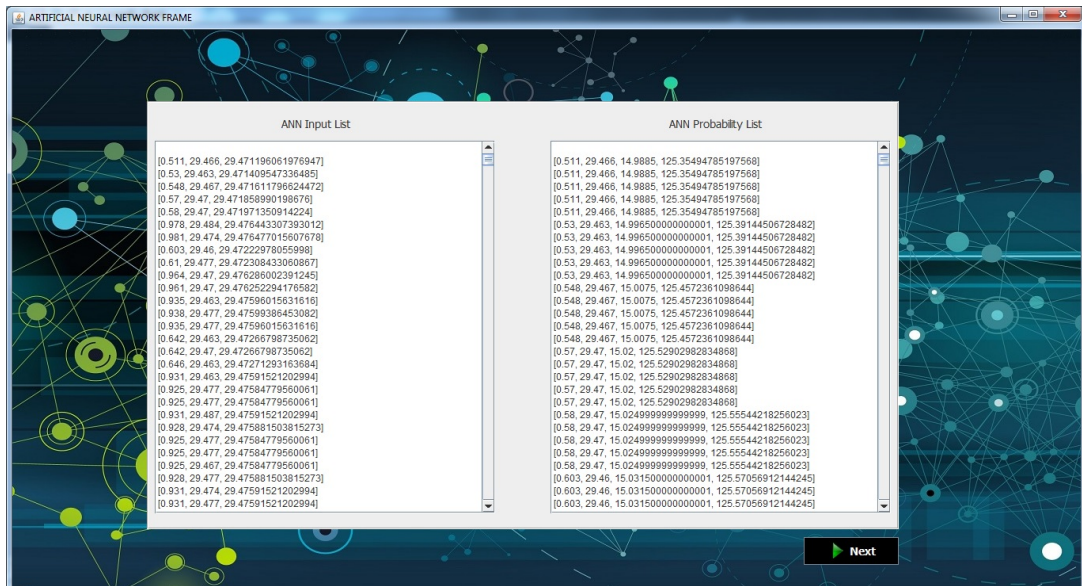 ARTIFICIAL NEURAL NETWORK FRAME
ANN Input List
[0.511, 29.466, 29.471196061976947]
[0.53, 29.463, 29.471409547336485]
[0.548, 29.467, 29.471611796624472]
[0.57, 29.47, 29.471858990198676]
[0.58, 29.47, 29.471971350914224]
[0.978, 29.484, 29.476443307393012]
[0.981, 29.474, 29.476477015607678]
[0.603, 29.46, 29.47222978055998]
[0.61, 29.477, 29.472308433060867]
[0.964, 29.47, 29.476286002391245]
[0.961, 29.47, 29.476252294176582]
[0.935, 29.463, 29.47596015631616]
[0.938, 29.477, 29.47599386453082]
[0.935, 29.477, 29.47596015631616]
[0.642, 29.463, 29.47266798735062]
[0.642, 29.47, 29.47266798735062]
[0.646, 29.463, 29.47271293163684]
[0.931, 29.463, 29.47591521202994]
[0.925, 29.477, 29.47584779560061]
[0.925, 29.477, 29.47584779560061]
[0.931, 29.487, 29.47591521202994]
[0.928, 29.474, 29.475881503815273]
[0.925, 29.477, 29.47584779560061]
[0.925, 29.477, 29.47584779560061]
[0.925, 29.467, 29.47584779560061]
[0.928, 29.477, 29.475881503815273]
[0.931, 29.474, 29.47591521202994]
[0.931, 29.477, 29.47591521202994]
ANN Probability List
[0.511, 29.466, 14.9885, 125.35494785197568]
[0.511, 29.466, 14.9885, 125.35494785197568]
[0.511, 29.466, 14.9885, 125.35494785197568]
[0.511, 29.466, 14.9885, 125.35494785197568]
[0.511, 29.466, 14.9885, 125.35494785197568]
[0.53, 29.463, 14.996500000000001, 125.39144506728482]
[0.53, 29.463, 14.996500000000001, 125.39144506728482]
[0.53, 29.463, 14.996500000000001, 125.39144506728482]
[0.53, 29.463, 14.996500000000001, 125.39144506728482]
[0.53, 29.463, 14.996500000000001, 125.39144506728482]
[0.548, 29.467, 15.0075, 125.4572361098644]
[0.548, 29.467, 15.0075, 125.4572361098644]
[0.548, 29.467, 15.0075, 125.4572361098644]
[0.548, 29.467, 15.0075, 125.4572361098644]
[0.548, 29.467, 15.0075, 125.4572361098644]
[0.57, 29.47, 15.02, 125.52902982834868]
[0.57, 29.47, 15.02, 125.52902982834868]
[0.57, 29.47, 15.02, 125.52902982834868]
[0.57, 29.47, 15.02, 125.52902982834868]
[0.57, 29.47, 15.02, 125.52902982834868]
[0.58, 29.47, 15.024999999999999, 125.55544218256023]
[0.58, 29.47, 15.024999999999999, 125.55544218256023]
[0.58, 29.47, 15.024999999999999, 125.55544218256023]
[0.58, 29.47, 15.024999999999999, 125.55544218256023]
[0.58, 29.47, 15.024999999999999, 125.55544218256023]
[0.603, 29.46, 15.031500000000001, 125.57056912144245]
[0.603, 29.46, 15.031500000000001, 125.57056912144245]
[0.603, 29.46, 15.031500000000001, 125.57056912144245]
Next